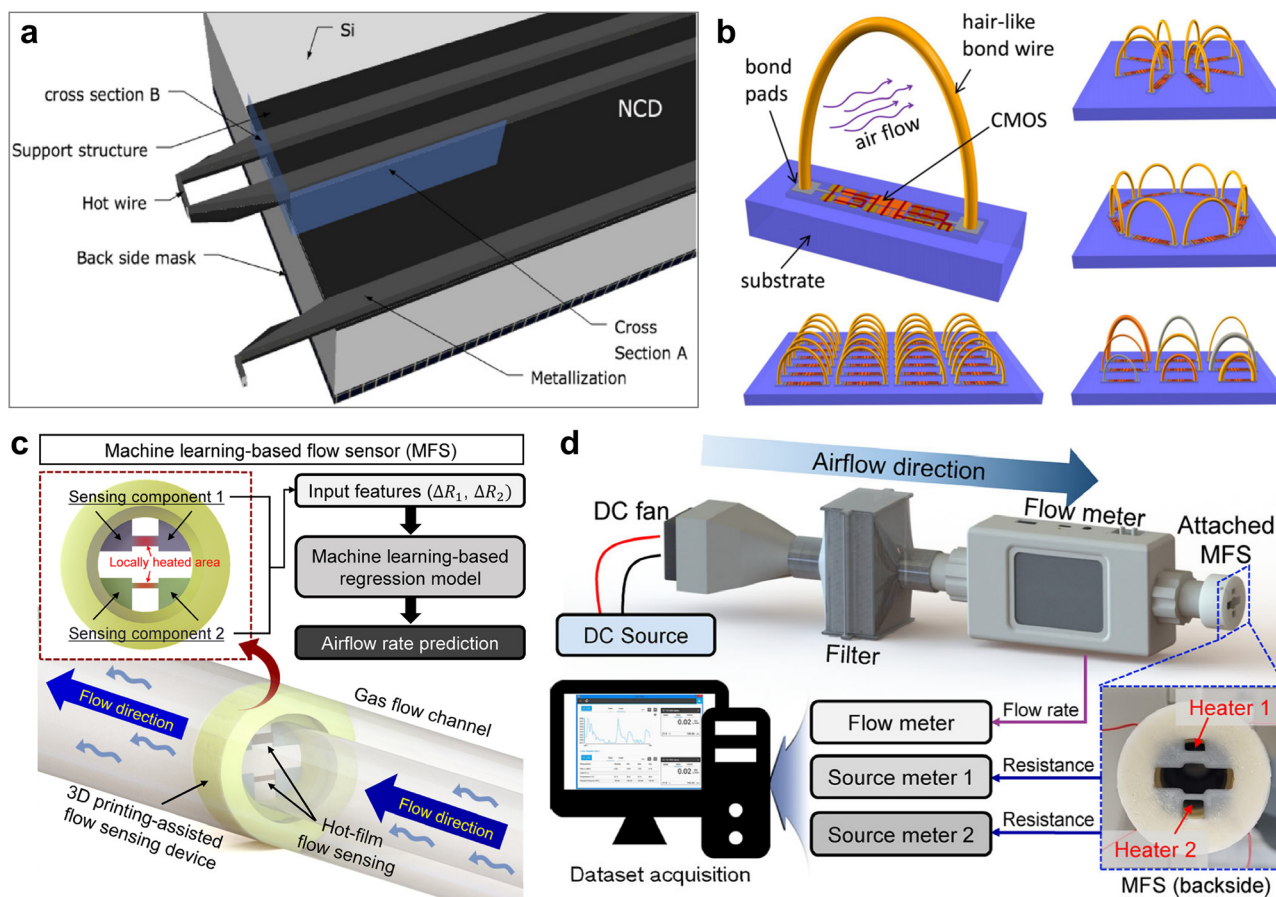 a
Si
cross section B
Support structure
Hot wire
Back side mask
NCD
Cross
Section A
Metallization
b
hair-like
bond wire
bond
pads
CMOS
air flow
substrate
c
Machine learning-based flow sensor (MFS)
Sensing component 1
Locally heated area
Sensing component 2
Input features (Δ𝑅₁, Δ𝑅₂)
Machine learning-based
regression model
Airflow rate prediction
Flow direction
Gas flow channel
3D printing-assisted
flow sensing device
Hot-film
flow sensing
Flow direction
d
Airflow direction
DC fan
Flow meter
Attached
MFS
DC Source
Filter
Flow rate
Flow meter
Source meter 1
Resistance
Source meter 2
Resistance
Dataset acquisition
Heater 1
Heater 2
MFS (backside)
0.02
0.02